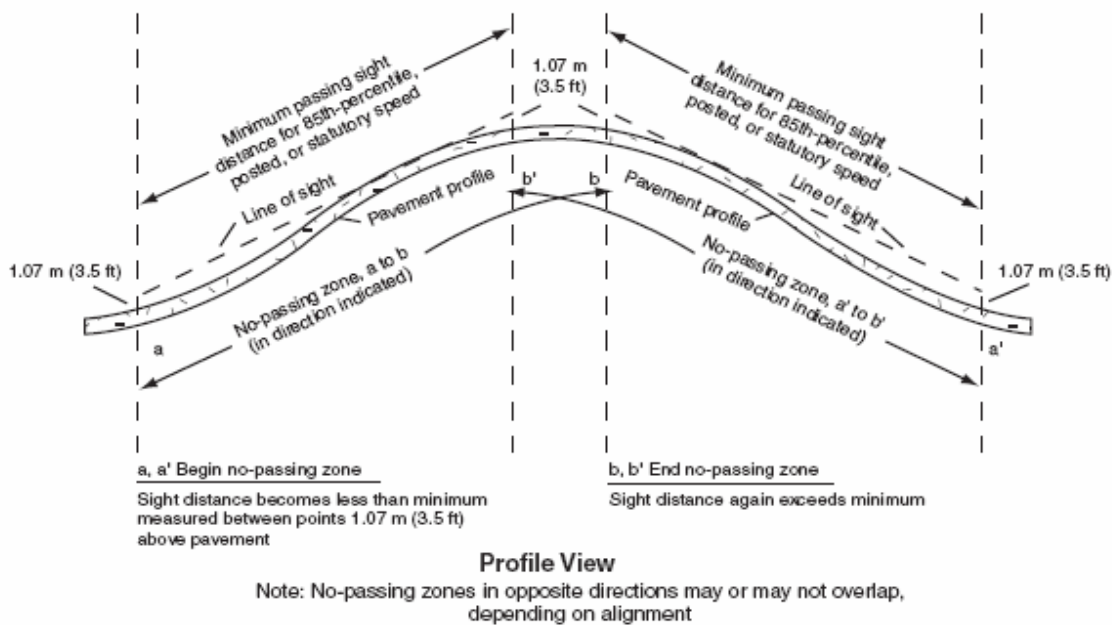 Minimum passing sight
distance for 85th-percentile,
posted, or statutory speed
1.07 m
(3.5 ft)
Minimum passing sight
distance for 85th-percentile,
posted, or statutory speed
Line of sight
Pavement profile
b'
b
Pavement profile
Line of sight
1.07 m (3.5 ft)
a
No-passing zone, a to b
(in direction indicated)
No-passing zone, a' to b'
(in direction indicated)
1.07 m (3.5 ft)
a'
a, a' Begin no-passing zone
Sight distance becomes less than minimum
measured between points 1.07 m (3.5 ft)
above pavement
b, b' End no-passing zone
Sight distance again exceeds minimum
Profile View
Note: No-passing zones in opposite directions may or may not overlap,
depending on alignment